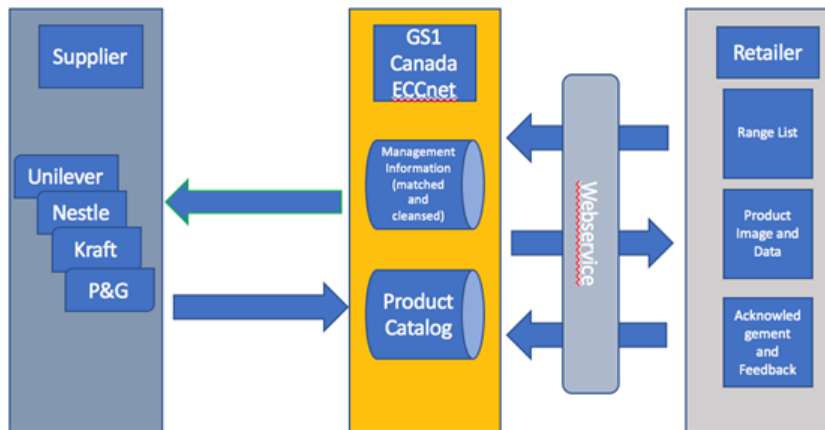 Supplier
Unilever
Nestle
Kraft
P&G
GS1
Canada
ECCnet
Management
Information
(matched
and
cleansed)
Product
Catalog
Webservice
Retailer
Range List
Product
Image and
Data
Acknowled
gement
and
Feedback